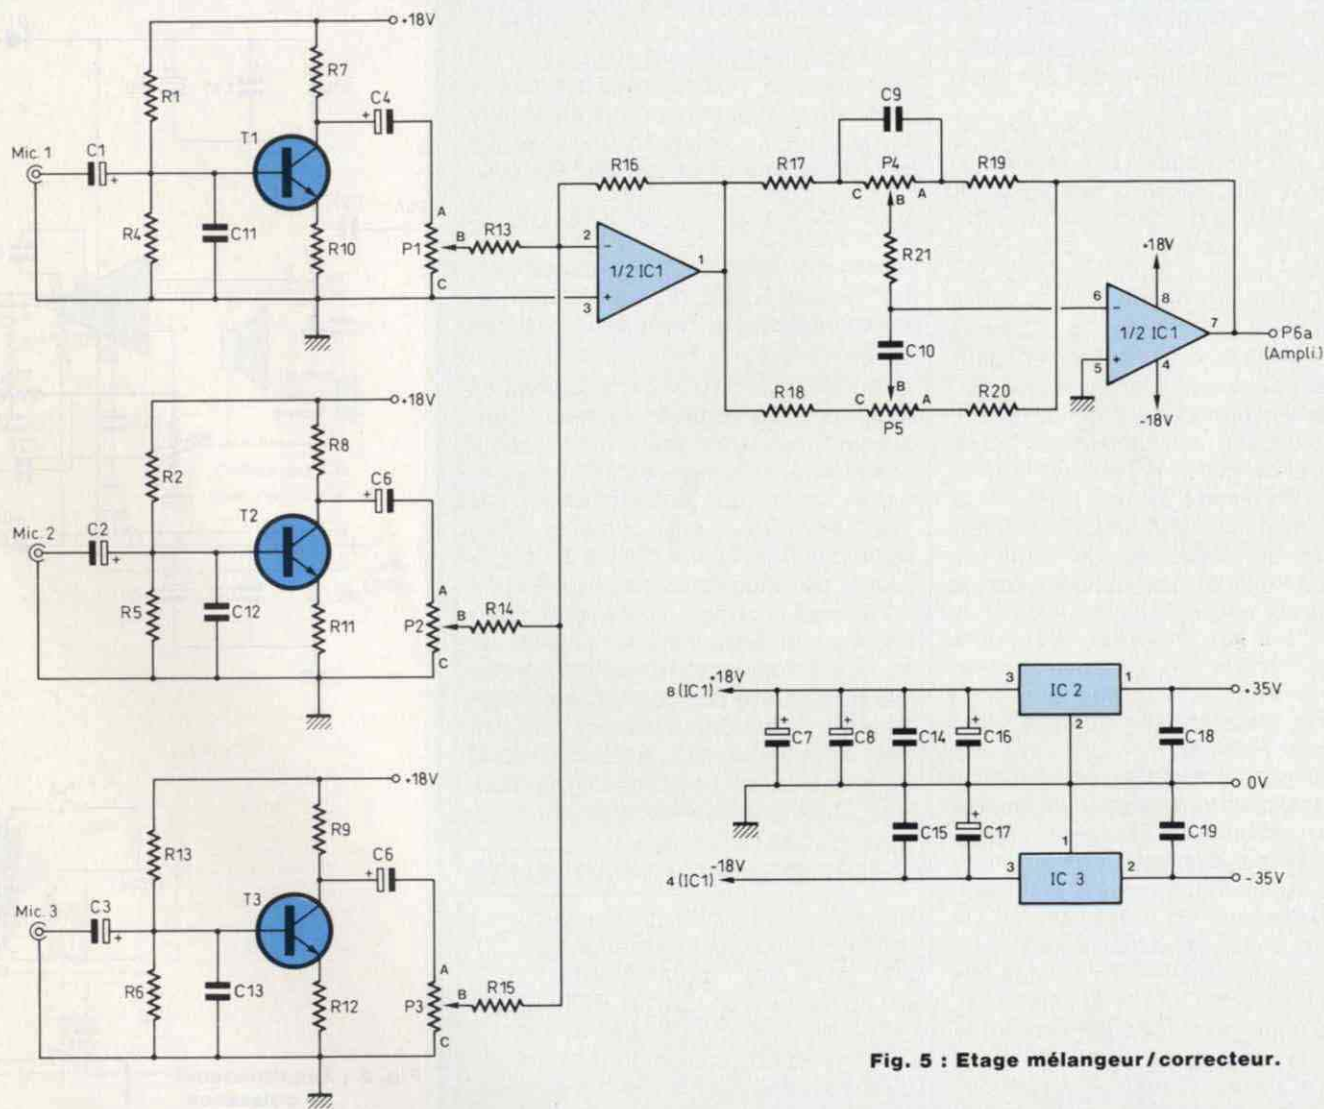 +18V
R1
R7
C4
+
T1
Mic.1
C1
+
R4
C11
R10
A
P1
B
C
R13
R16
2
-
1/2 IC1
1
+
3
R17
C9
P4
C
B
A
R19
R21
C10
R18
C
B
A
P5
R20
+18V
6
-
8
1/2 IC1
7
P6a
(Ampli.)
5
+
4
-18V
+18V
R2
R8
C6
+
T2
Mic.2
C2
+
R5
C12
R11
A
P2
B
C
R14
+18V
R13
R9
C6
+
T3
Mic.3
C3
+
R6
C13
R12
A
P3
B
C
R15
8 (IC1)
+18V
3
IC 2
1
+35V
2
+
C7
+
C8
C14
+
C16
C18
0V
C15
+
C17
C19
1
4 (IC1)
-18V
3
IC 3
2
-35V
Fig. 5 : Etage mélangeur/correcteur.